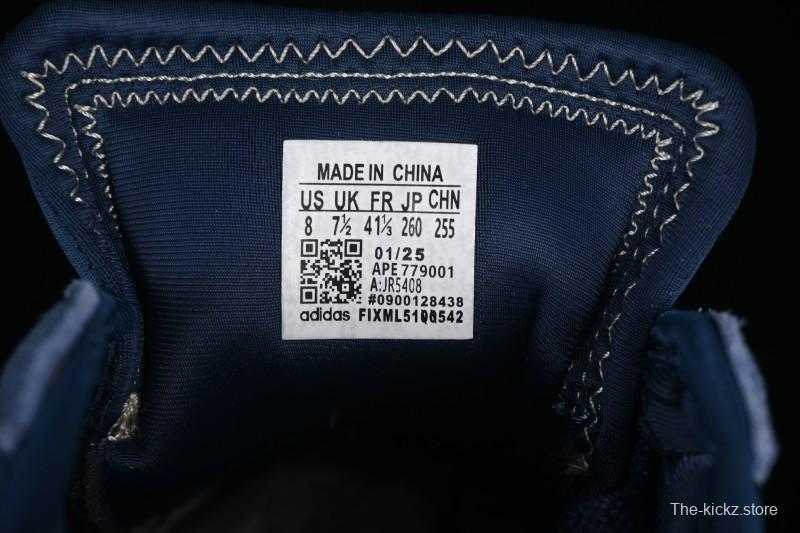 MADE IN CHINA
US UK FR JP CHN
8 7½ 41⅓ 260 255
01/25
APE 779001
A:JR5408
#0900128438
adidas FIXML5100542
The-kickz.store